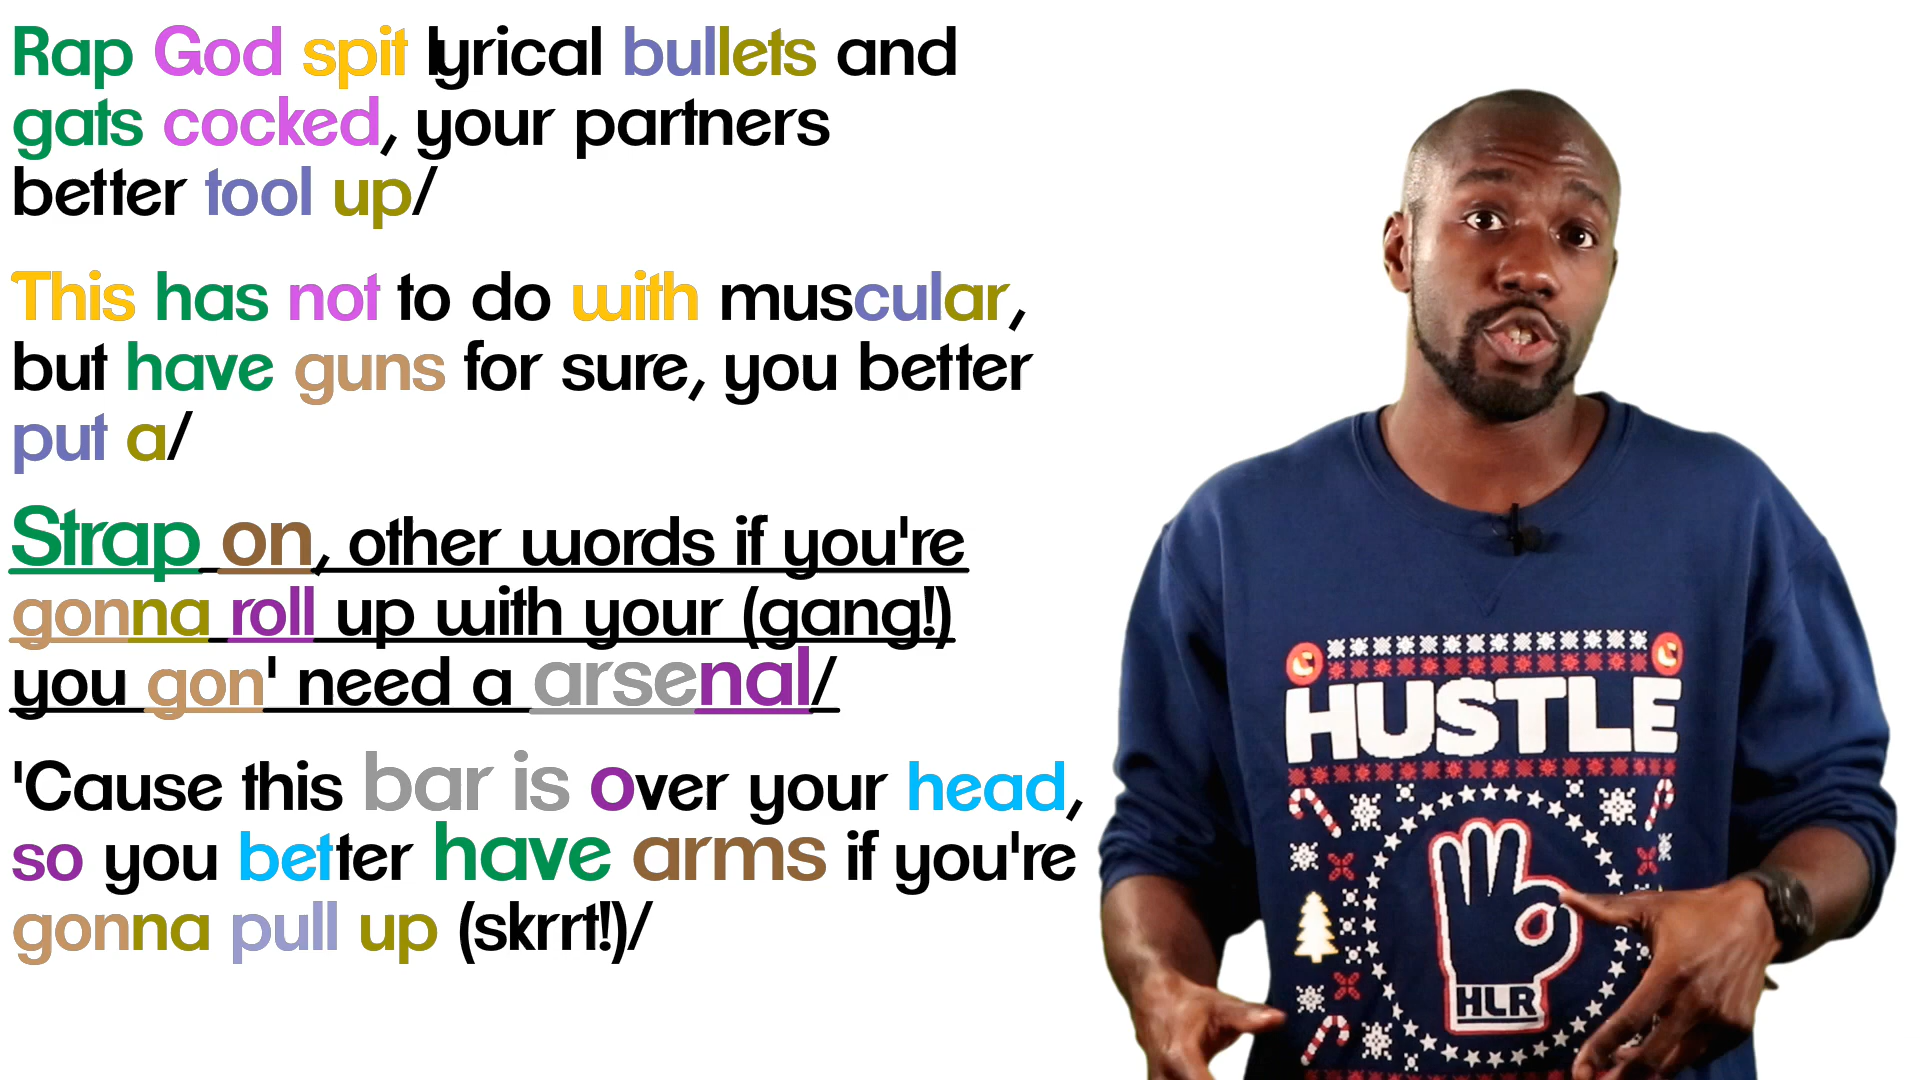 Rap God spit lyrical bullets and
gats cocked, your partners
better tool up/
This has not to do with muscular,
but have guns for sure, you better
put a/
Strap on, other words if you're
gonna roll up with your (gang!)
you gon' need a arsenal/
'Cause this bar is over your head,
so you better have arms if you're
gonna pull up (skrrt!)/
HUSTLE
HLR